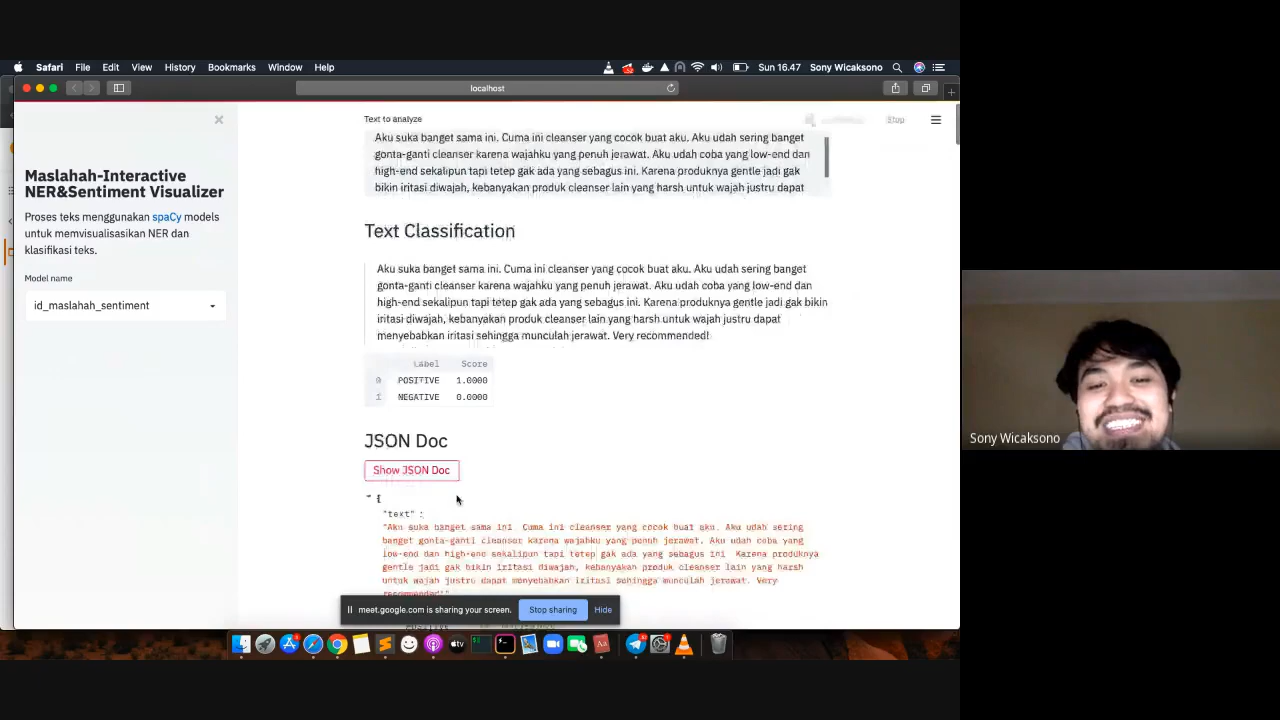 Safari File Edit View History Bookmarks Window Help
Sun 16.47 Sony Wicaksono
localhost
Maslahah-Interactive
NER&Sentiment Visualizer
Proses teks menggunakan spaCy models
untuk memvisualisasikan NER dan
klasifikasi teks.
Model name
id_maslahah_sentiment
Text to analyze
Stop
Aku suka banget sama ini. Cuma ini cleanser yang cocok buat aku. Aku udah sering banget
gonta-ganti cleanser karena wajahku yang penuh jerawat. Aku udah coba yang low-end dan
high-end sekalipun tapi tetep gak ada yang sebagus ini. Karena produknya gentle jadi gak
bikin iritasi diwajah, kebanyakan produk cleanser lain yang harsh untuk wajah justru dapat
Text Classification
Aku suka banget sama ini. Cuma ini cleanser yang cocok buat aku. Aku udah sering banget
gonta-ganti cleanser karena wajahku yang penuh jerawat. Aku udah coba yang low-end dan
high-end sekalipun tapi tetep gak ada yang sebagus ini. Karena produknya gentle jadi gak bikin
iritasi diwajah, kebanyakan produk cleanser lain yang harsh untuk wajah justru dapat
menyebabkan iritasi sehingga munculah jerawat. Very recommended!
Label Score
0 POSITIVE 1.0000
1 NEGATIVE 0.0000
JSON Doc
Show JSON Doc
{
"text" :
"Aku suka banget sama ini  Cuma ini cleanser yang cocok buat aku. Aku udah sering
banget gonta-ganti cleanser karena wajahku yang penuh jerawat. Aku udah coba yang
low-end dan high-end sekalipun tapi tetep gak ada yang sebagus ini  Karena produknya
gentle jadi gak bikin iritasi diwajah, kebanyakan produk cleanser lain yang harsh
untuk wajah justru dapat menyebabkan iritasi sehingga munculah jerawat. Very
recommended!"
meet.google.com is sharing your screen. Stop sharing Hide
Sony Wicaksono